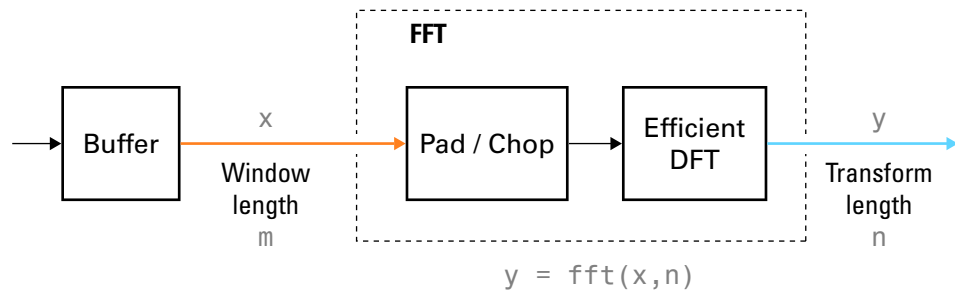 FFT
Buffer
x
Window
length
m
Pad / Chop
Efficient
DFT
y
Transform
length
n
y = fft(x,n)